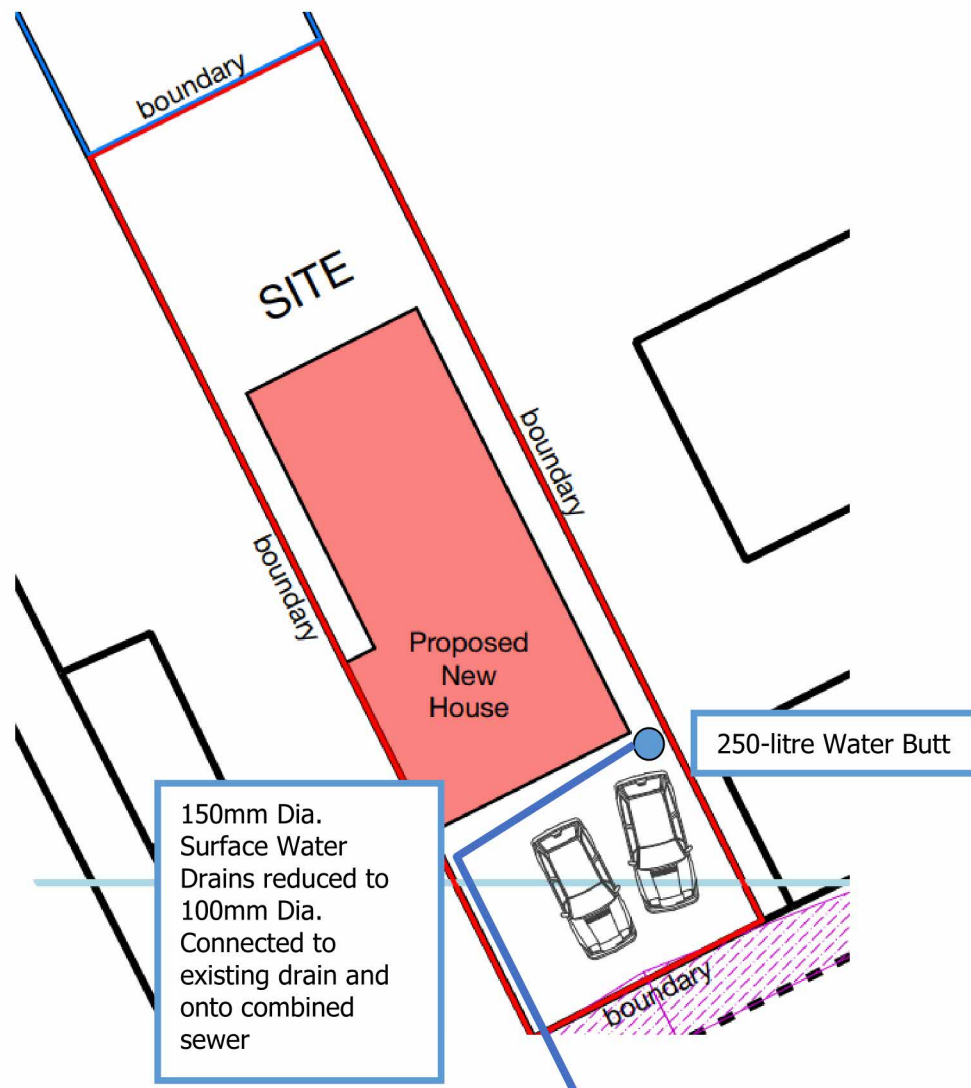 boundary
SITE
boundary
boundary
Proposed
New
House
250-litre Water Butt
150mm Dia.
Surface Water
Drains reduced to
100mm Dia.
Connected to
existing drain and
onto combined
sewer
boundary